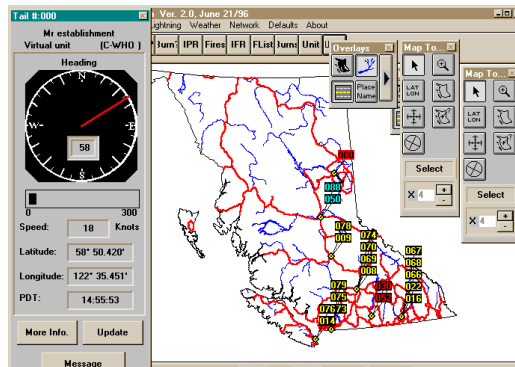 Tail #:000
Ver. 2.0, June 21/96
Mr establishment
Virtual unit (C-WHO )
Heading
N
W
E
S
58
0 300
Speed: 18 Knots
Latitude: 58° 50.420'
Longitude: 122° 35.451'
PDT: 14:55:53
More Info. Update
Message
ightning Weather Network Defaults About
Burn? IPR Fires IFR FList Burns Unit
Overlays
Place
Name
Map To...
LAT
LON
Select
× 4 + -
Map To...
LAT
LON
Select
× 4 + -
000
088
050
078
009
074
070
069
008
067
068
066
022
016
079
075
014